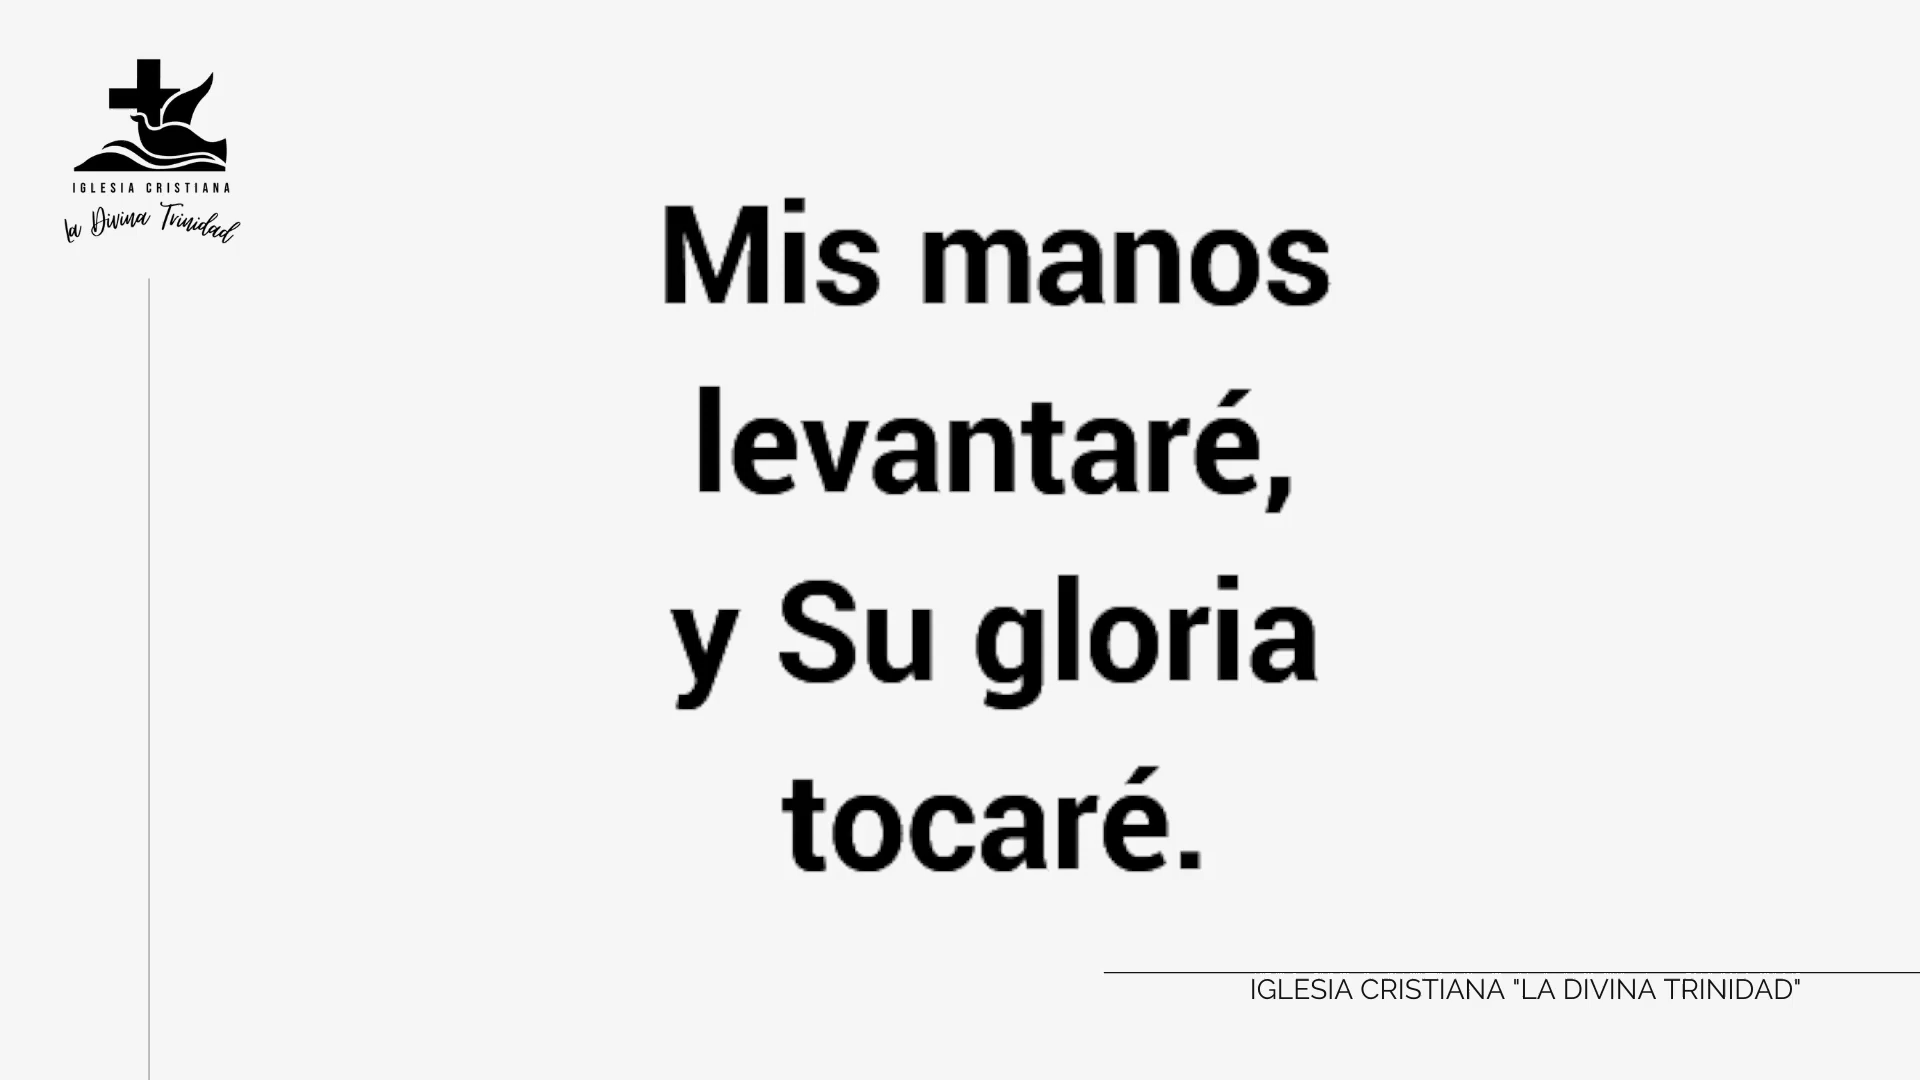 IGLESIA CRISTIANA
La Divina Trinidad
Mis manos
levantaré,
y Su gloria
tocaré.
IGLESIA CRISTIANA "LA DIVINA TRINIDAD"